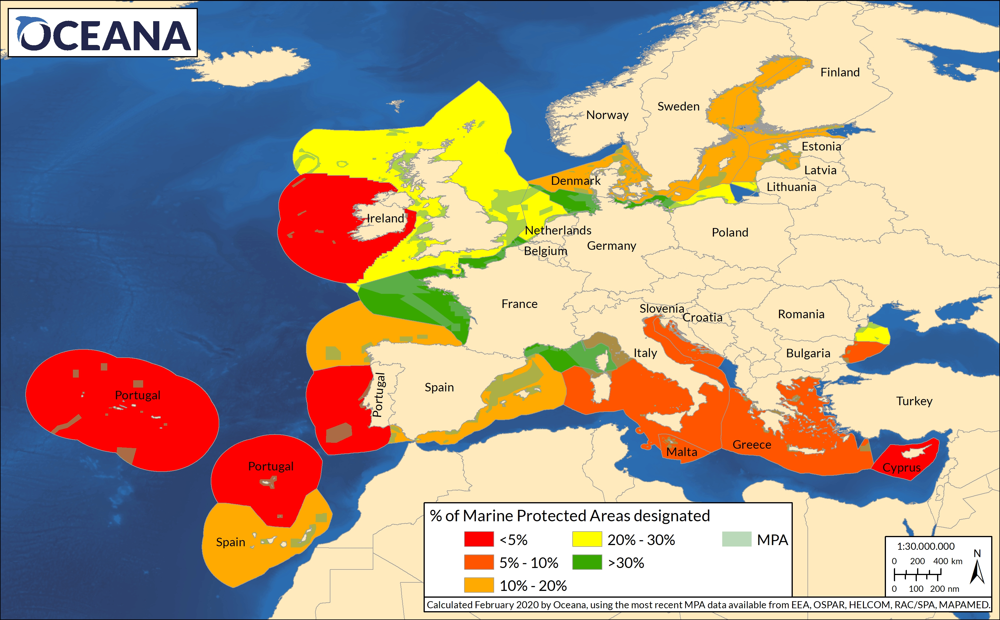 OCEANA
Finland
Sweden
Norway
Estonia
Latvia
Denmark
Lithuania
Ireland
Netherlands
Poland
Germany
Belgium
France
Slovenia
Croatia
Romania
Italy
Bulgaria
Portugal
Spain
Portugal
Turkey
Greece
Malta
Portugal
Cyprus
Spain
% of Marine Protected Areas designated
<5%
20% - 30%
MPA
5% - 10%
>30%
10% - 20%
1:30.000.000
N
0 200 400 km
0 100 200 nm
Calculated February 2020 by Oceana, using the most recent MPA data available from EEA, OSPAR, HELCOM, RAC/SPA, MAPAMED.